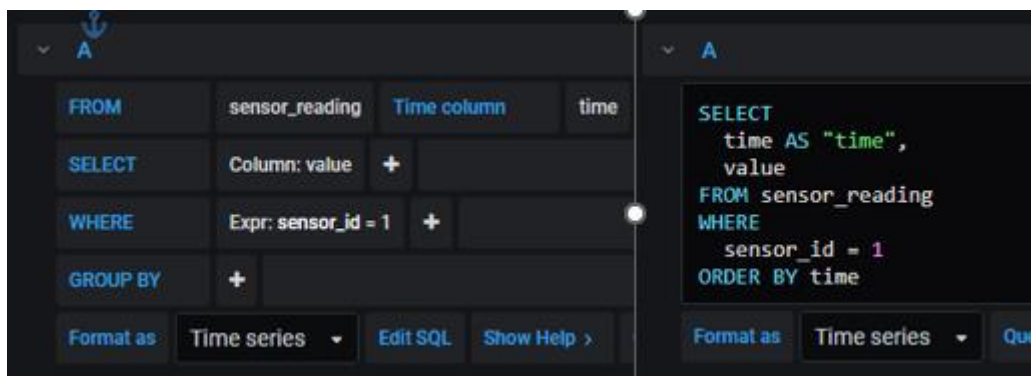 A
FROM sensor_reading Time column time
SELECT Column: value +
WHERE Expr: sensor_id = 1 +
GROUP BY +
Format as Time series Edit SQL Show Help >
A
SELECT
time AS "time",
value
FROM sensor_reading
WHERE
sensor_id = 1
ORDER BY time
Format as Time series